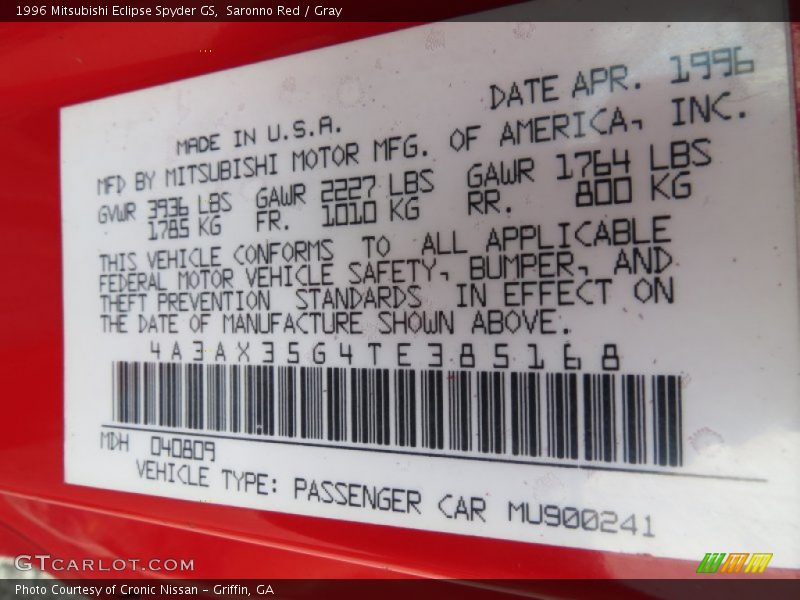 1996 Mitsubishi Eclipse Spyder GS,  Saronno Red / Gray
DATE APR. 1996
MADE IN U.S.A.
MFD BY MITSUBISHI MOTOR MFG. OF AMERICA, INC.
GVWR 3936 LBS GAWR 2227 LBS GAWR 1764 LBS
1785 KG FR. 1010 KG RR. 800 KG
THIS VEHICLE CONFORMS TO ALL APPLICABLE
FEDERAL MOTOR VEHICLE SAFETY, BUMPER, AND
THEFT PREVENTION STANDARDS IN EFFECT ON
THE DATE OF MANUFACTURE SHOWN ABOVE.
4A3AX35G4TE385168
MDH 040809
VEHICLE TYPE: PASSENGER CAR MU900241
GTCARLOT.COM
Photo Courtesy of Cronic Nissan - Griffin, GA